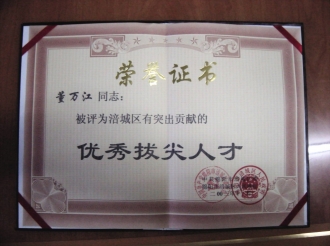 荣誉证书
董万江 同志：
被评为涪城区有突出贡献的
优秀拔尖人才